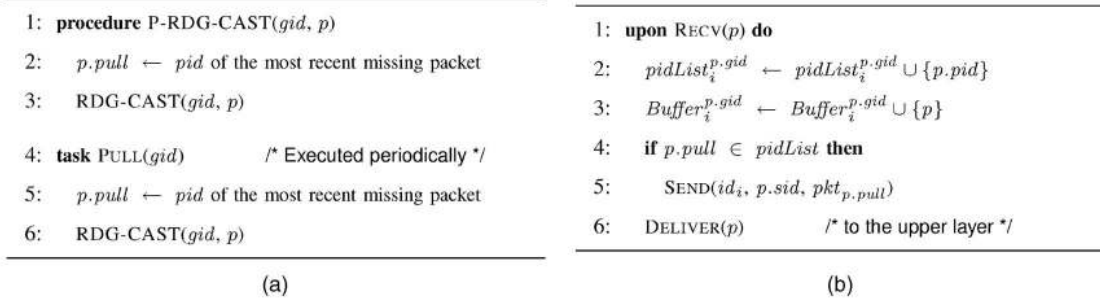 1: procedure P-RDG-CAST(gid, p)
2: p.pull ← pid of the most recent missing packet
3: RDG-CAST(gid, p)
4: task PULL(gid) /* Executed periodically */
5: p.pull ← pid of the most recent missing packet
6: RDG-CAST(gid, p)
(a)
1: upon RECV(p) do
2: pidList_i^{p.gid} ← pidList_i^{p.gid} ∪ {p.pid}
3: Buffer_i^{p.gid} ← Buffer_i^{p.gid} ∪ {p}
4: if p.pull ∈ pidList then
5: SEND(id_i, p.sid, pkt_{p.pull})
6: DELIVER(p) /* to the upper layer */
(b)